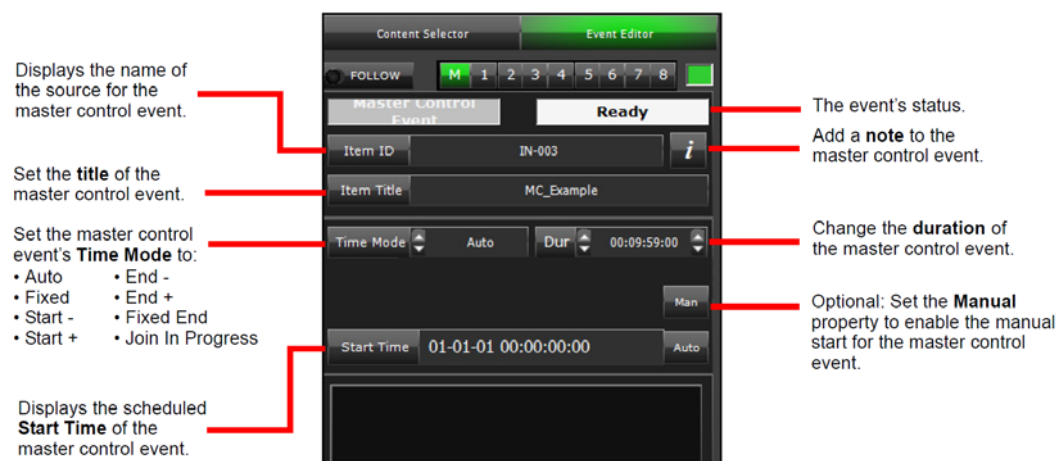 Content Selector
Event Editor
FOLLOW
M 1 2 3 4 5 6 7 8
Displays the name of
the source for the
master control event.
Master Control
Event
Ready
The event's status.
Item ID
IN-003
i
Add a note to the
master control event.
Set the title of the
master control event.
Item Title
MC_Example
Set the master control
event's Time Mode to:
• Auto
• End -
• Fixed
• End +
• Start -
• Fixed End
• Start +
• Join In Progress
Time Mode
Auto
Dur
00:09:59:00
Change the duration of
the master control event.
Man
Optional: Set the Manual
property to enable the manual
start for the master control
event.
Start Time
01-01-01 00:00:00:00
Auto
Displays the scheduled
Start Time of the
master control event.